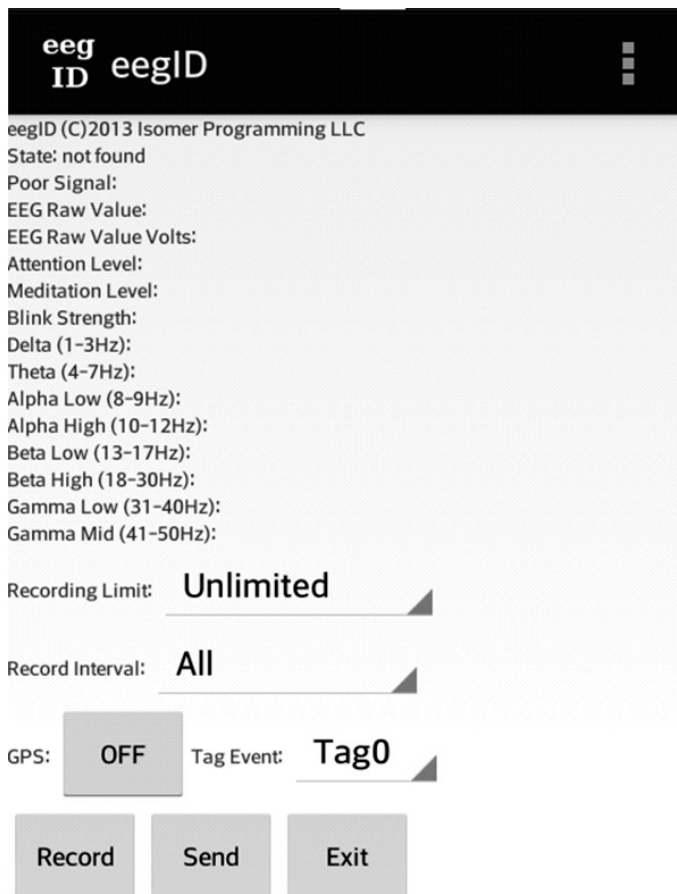 eeg
ID
eegID
eegID (C)2013 Isomer Programming LLC
State: not found
Poor Signal:
EEG Raw Value:
EEG Raw Value Volts:
Attention Level:
Meditation Level:
Blink Strength:
Delta (1-3Hz):
Theta (4-7Hz):
Alpha Low (8-9Hz):
Alpha High (10-12Hz):
Beta Low (13-17Hz):
Beta High (18-30Hz):
Gamma Low (31-40Hz):
Gamma Mid (41-50Hz):
Recording Limit: Unlimited
Record Interval: All
GPS: OFF Tag Event: Tag0
Record Send Exit